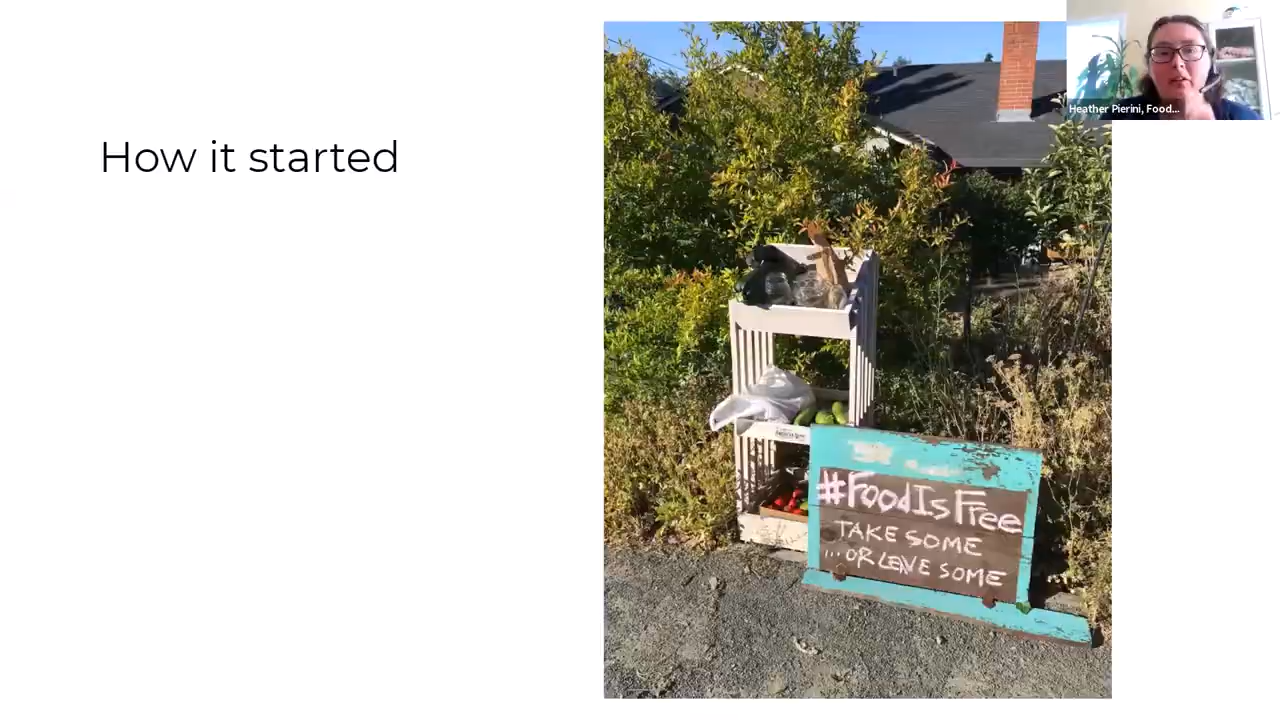 How it started
Heather Pierini, Food...
#FoodIsFree
TAKE SOME
...OR LEAVE SOME